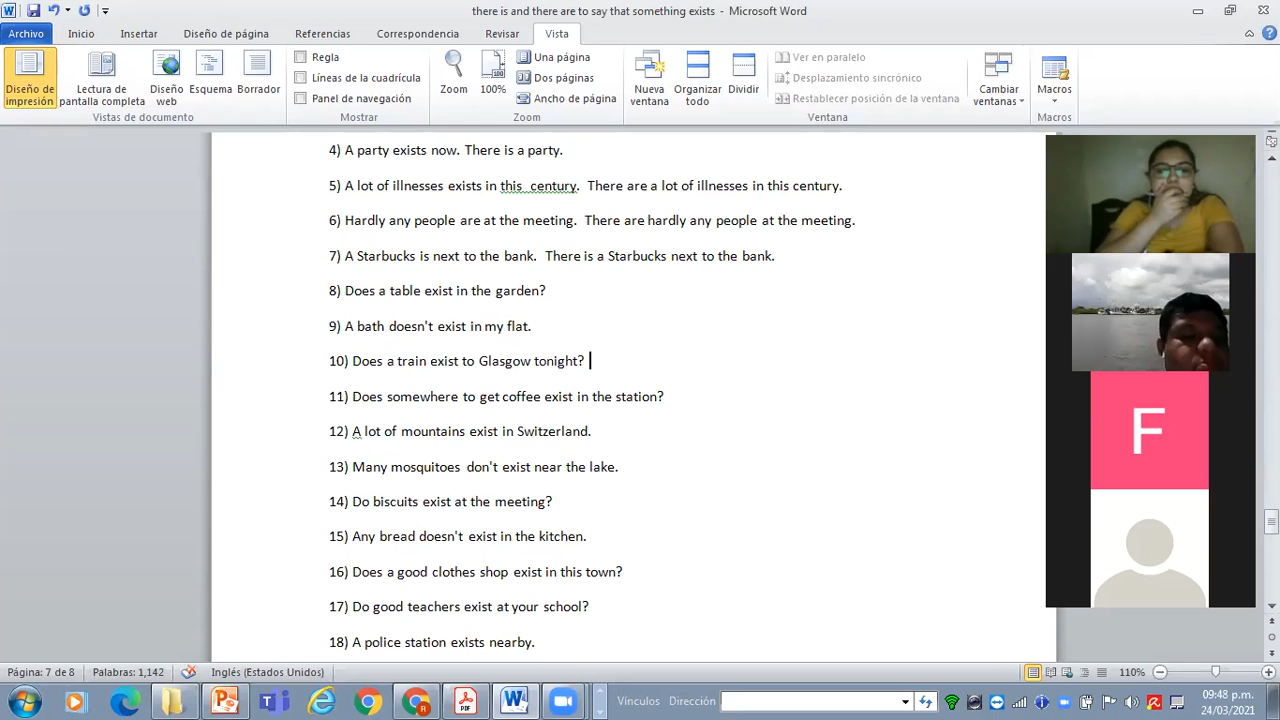 there is and there are to say that something exists - Microsoft Word
Archivo Inicio Insertar Diseño de página Referencias Correspondencia Revisar Vista
Diseño de impresión
Lectura de pantalla completa
Diseño web
Esquema
Borrador
Vistas de documento
Regla
Líneas de la cuadrícula
Panel de navegación
Mostrar
Zoom
100%
Una página
Dos páginas
Ancho de página
Zoom
Nueva ventana
Organizar todo
Dividir
Ver en paralelo
Desplazamiento sincrónico
Restablecer posición de la ventana
Ventana
Cambiar ventanas
Macros
Macros
4) A party exists now. There is a party.
5) A lot of illnesses exists in this century. There are a lot of illnesses in this century.
6) Hardly any people are at the meeting. There are hardly any people at the meeting.
7) A Starbucks is next to the bank. There is a Starbucks next to the bank.
8) Does a table exist in the garden?
9) A bath doesn't exist in my flat.
10) Does a train exist to Glasgow tonight?
11) Does somewhere to get coffee exist in the station?
12) A lot of mountains exist in Switzerland.
13) Many mosquitoes don't exist near the lake.
14) Do biscuits exist at the meeting?
15) Any bread doesn't exist in the kitchen.
16) Does a good clothes shop exist in this town?
17) Do good teachers exist at your school?
18) A police station exists nearby.
F
Página: 7 de 8 Palabras: 1,142 Inglés (Estados Unidos) 110%
Vínculos Dirección
09:48 p.m.
24/03/2021